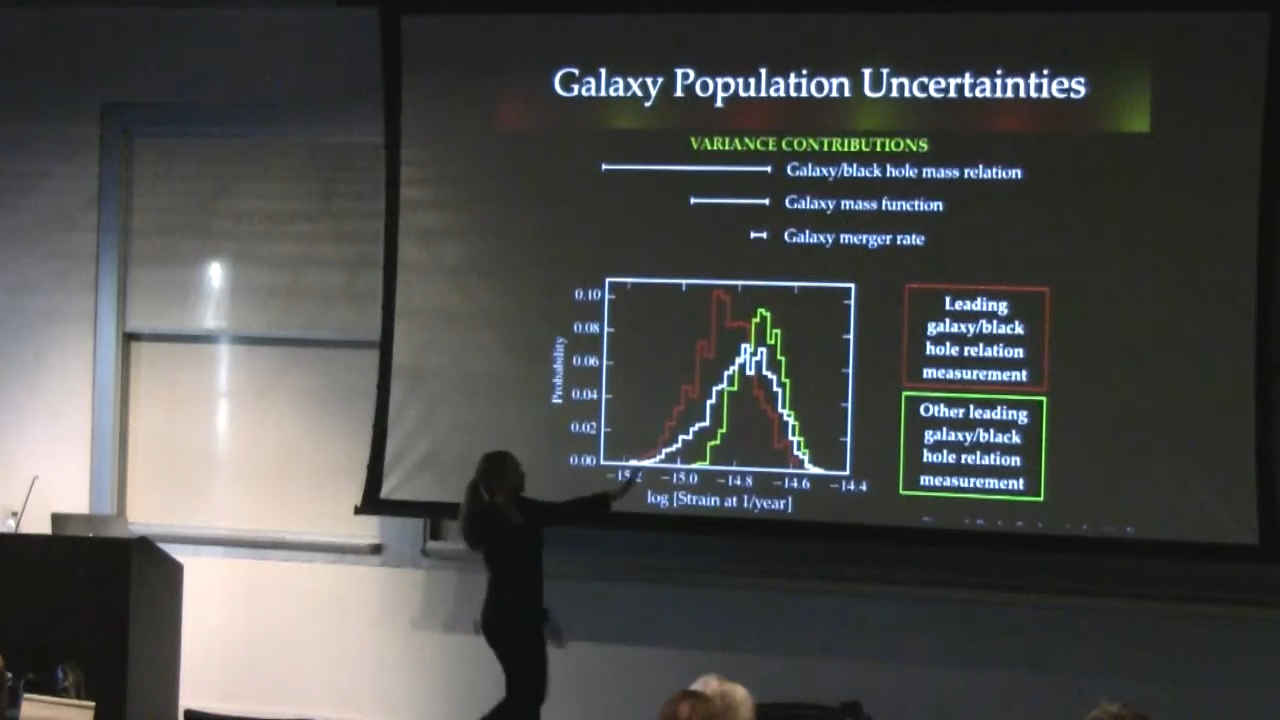 Galaxy Population Uncertainties
VARIANCE CONTRIBUTIONS
Galaxy/black hole mass relation
Galaxy mass function
Galaxy merger rate
0.10
0.08
0.06
0.04
0.02
0.00
Probability
−15.2 −15.0 −14.8 −14.6 −14.4
log [Strain at 1/year]
Leading
galaxy/black
hole relation
measurement
Other leading
galaxy/black
hole relation
measurement